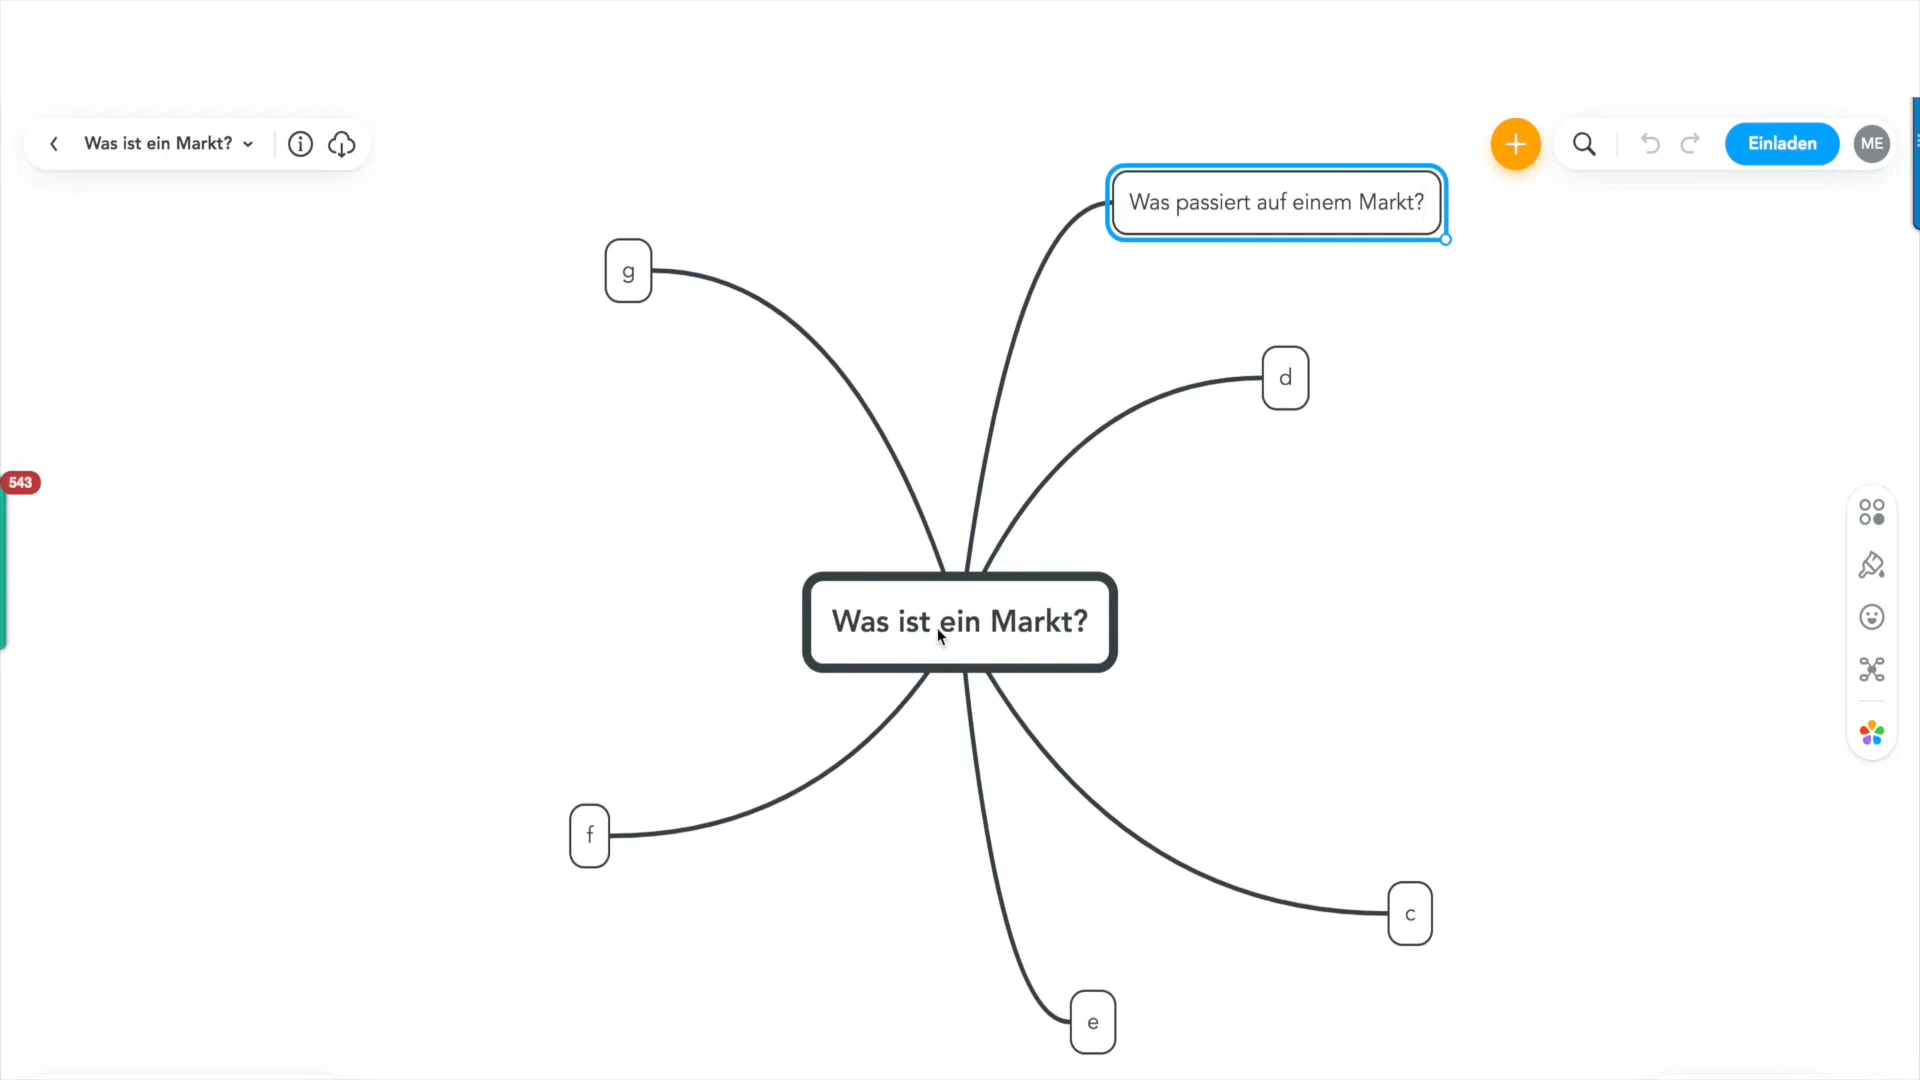 Was ist ein Markt?
Einladen
ME
Was passiert auf einem Markt?
g
d
543
Was ist ein Markt?
f
c
e